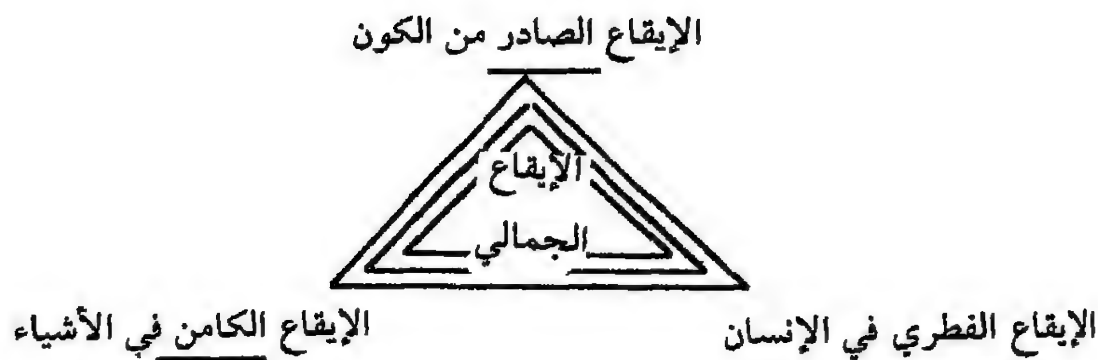 الإيقاع الصادر من الكون
الإيقاع
الجمالي
الإيقاع الفطري في الإنسان
الإيقاع الكامن في الأشياء